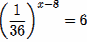 (1/36)^(x-8) = 6